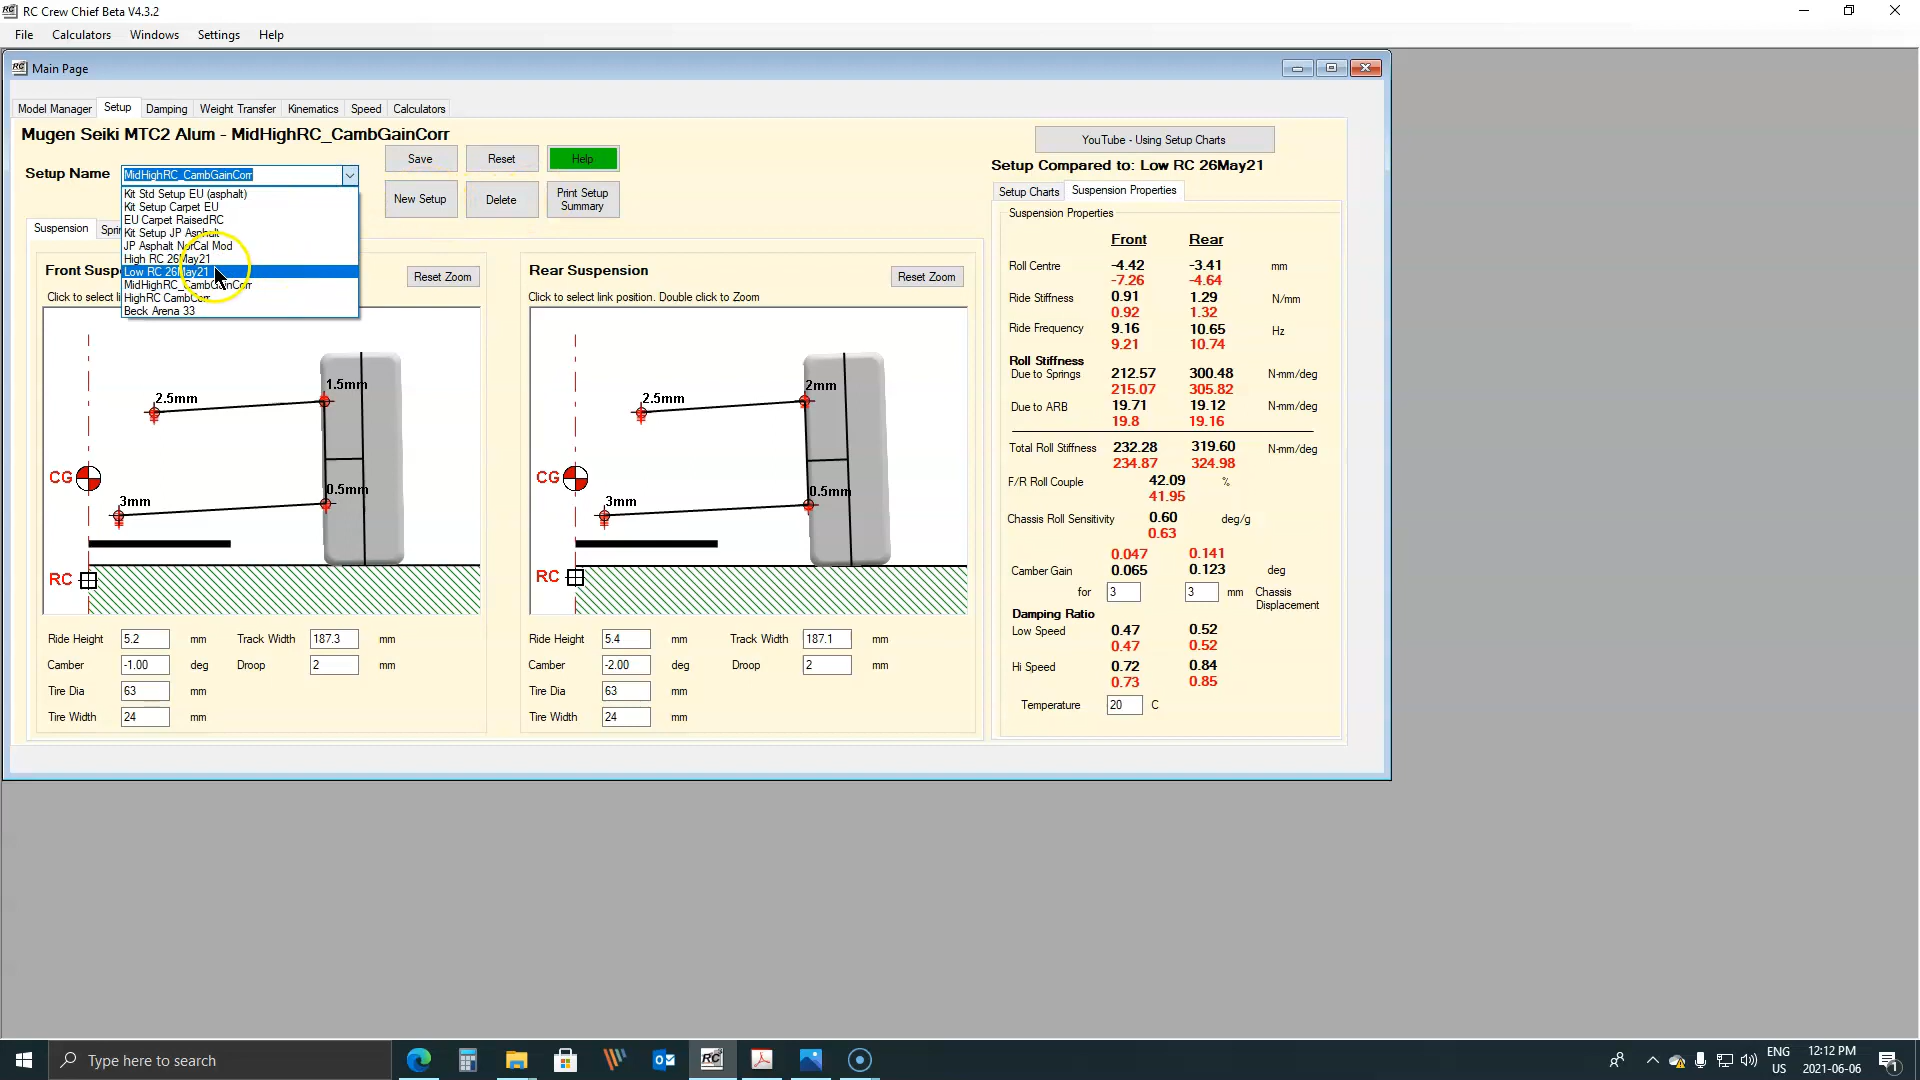 RC Crew Chief Beta V4.3.2
File Calculators Windows Settings Help
Main Page
Model Manager Setup Damping Weight Transfer Kinematics Speed Calculators
Mugen Seiki MTC2 Alum - MidHighRC_CambGainCorr
Setup Name MidHighRC_CambGainCorr
Save Reset Help
New Setup Delete Print Setup Summary
Kit Std Setup EU (asphalt)
Kit Setup Carpet EU
EU Carpet RaisedRC
Kit Setup JP Asphalt
JP Asphalt NorCal Mod
High RC 26May21
Low RC 26May21
MidHighRC_CambGainCorr
HighRC CambCorr
Beck Arena 33
YouTube - Using Setup Charts
Setup Compared to: Low RC 26May21
Setup Charts Suspension Properties
Suspension
Reset Zoom
Click to select
2.5mm 1.5mm
CG
3mm 0.5mm
RC
Ride Height 5.2 mm Track Width 187.3 mm
Camber -1.00 deg Droop 2 mm
Tire Dia 63 mm
Tire Width 24 mm
Rear Suspension Reset Zoom
Click to select link position. Double click to Zoom
2.5mm 2mm
CG
3mm 0.5mm
RC
Ride Height 5.4 mm Track Width 187.1 mm
Camber -2.00 deg Droop 2 mm
Tire Dia 63 mm
Tire Width 24 mm
Suspension Properties
Front Rear
Roll Centre -4.42 -3.41 mm
-7.26 -4.64
Ride Stiffness 0.91 1.29 N/mm
0.92 1.32
Ride Frequency 9.16 10.65 Hz
9.21 10.74
Roll Stiffness
Due to Springs 212.57 300.48 N-mm/deg
215.07 305.82
Due to ARB 19.71 19.12 N-mm/deg
19.8 19.16
Total Roll Stiffness 232.28 319.60 N-mm/deg
234.87 324.98
F/R Roll Couple 42.09 %
41.95
Chassis Roll Sensitivity 0.60 deg/g
0.63
0.047 0.141
Camber Gain 0.065 0.123 deg
for 3 3 mm Chassis Displacement
Damping Ratio
Low Speed 0.47 0.52
0.47 0.52
Hi Speed 0.72 0.84
0.73 0.85
Temperature 20 C
Type here to search
ENG
US
12:12 PM
2021-06-06
1